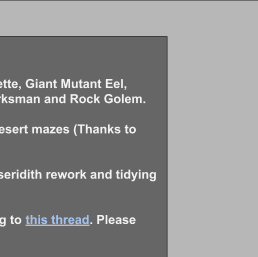 ette, Giant Mutant Eel,
rksman and Rock Golem.
esert mazes (Thanks to
seridith rework and tidying
g to this thread. Please